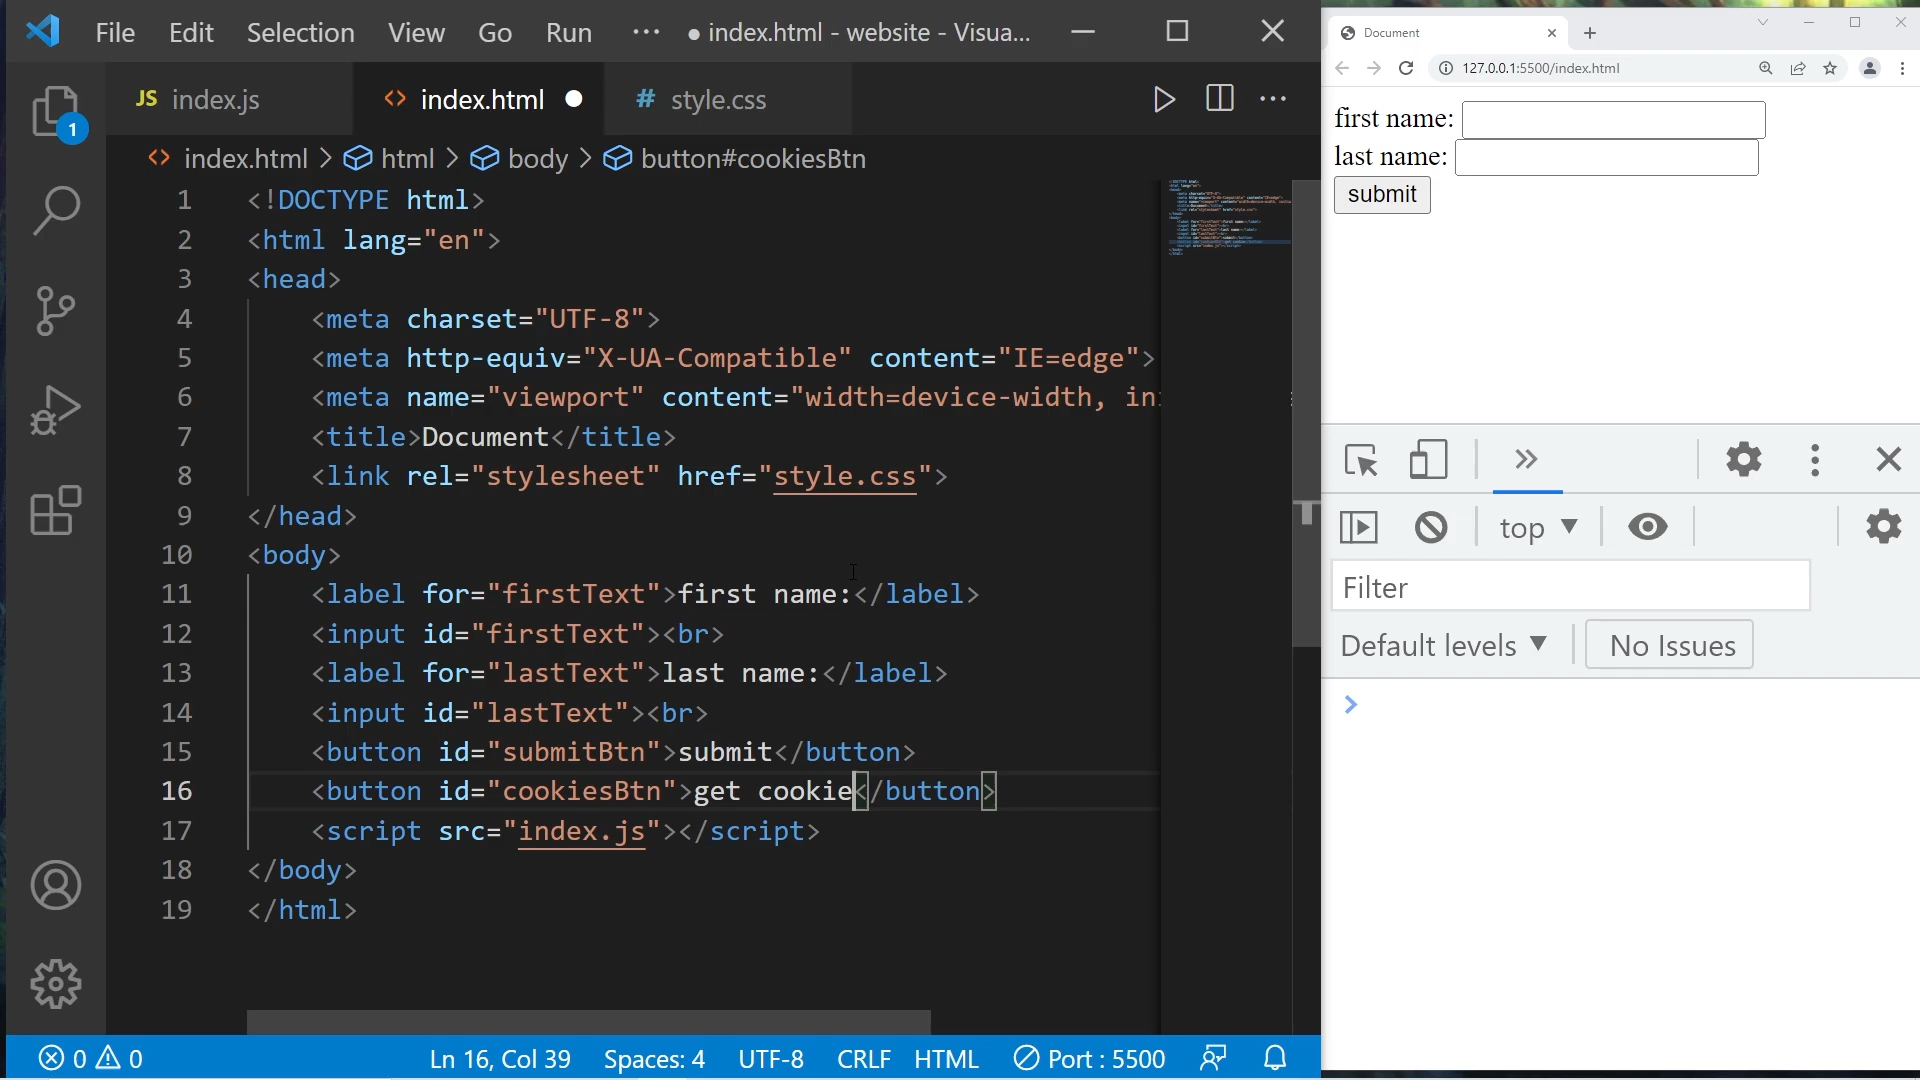 File Edit Selection View Go Run ··· ● index.html - website - Visua...
JS index.js
<> index.html ●
# style.css
<> index.html > html > body > button#cookiesBtn
1 <!DOCTYPE html>
2 <html lang="en">
3 <head>
4 <meta charset="UTF-8">
5 <meta http-equiv="X-UA-Compatible" content="IE=edge">
6 <meta name="viewport" content="width=device-width, in
7 <title>Document</title>
8 <link rel="stylesheet" href="style.css">
9 </head>
10 <body>
11 <label for="firstText">first name:</label>
12 <input id="firstText"><br>
13 <label for="lastText">last name:</label>
14 <input id="lastText"><br>
15 <button id="submitBtn">submit</button>
16 <button id="cookiesBtn">get cookie</button>
17 <script src="index.js"></script>
18 </body>
19 </html>
1
0 0 Ln 16, Col 39 Spaces: 4 UTF-8 CRLF HTML Port : 5500
Document
127.0.0.1:5500/index.html
first name:
last name:
submit
top
Filter
Default levels No Issues